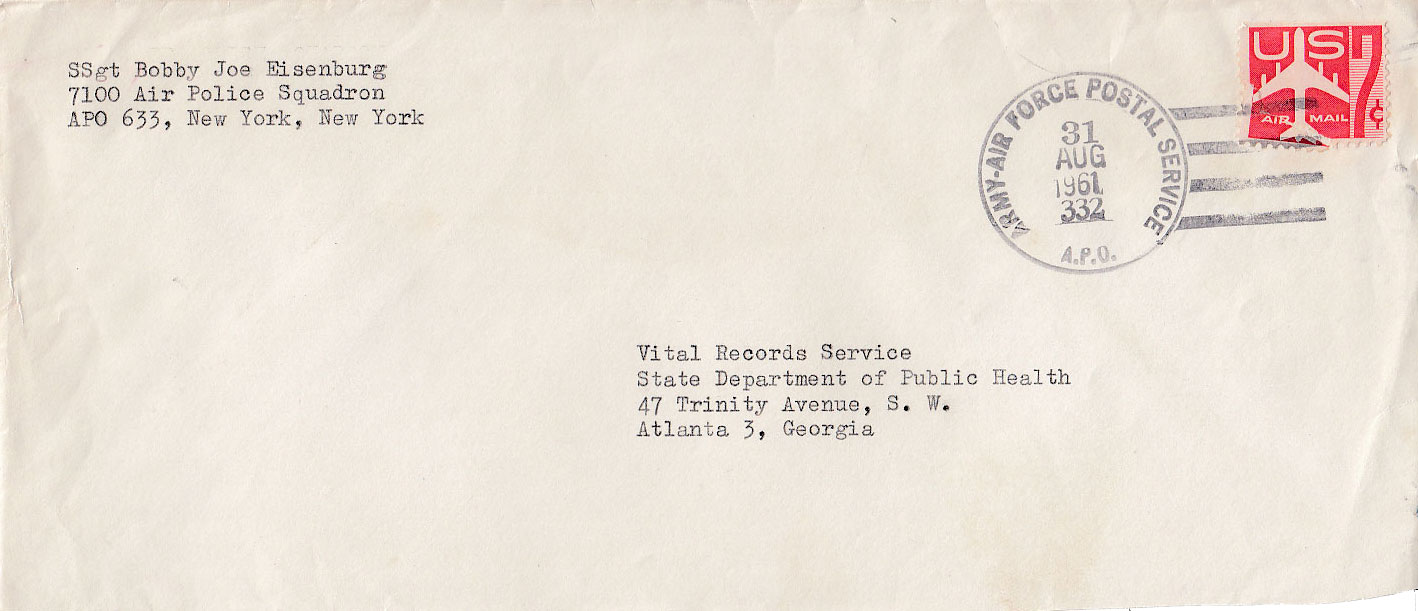 SSgt Bobby Joe Eisenburg
7100 Air Police Squadron
APO 633, New York, New York
ARMY-AIR FORCE POSTAL SERVICE
31
AUG
1961
332
A.P.O.
US 7¢
AIR MAIL
Vital Records Service
State Department of Public Health
47 Trinity Avenue, S. W.
Atlanta 3, Georgia